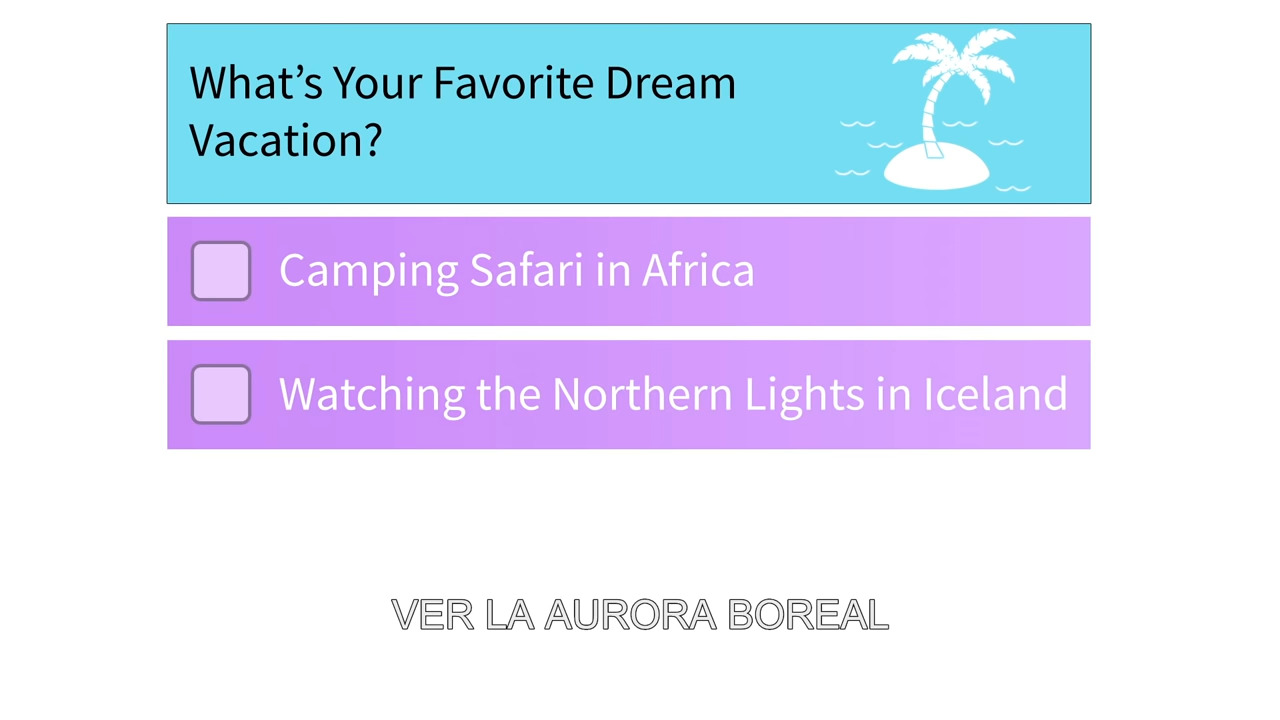 What’s Your Favorite Dream
Vacation?
Camping Safari in Africa
Watching the Northern Lights in Iceland
VER LA AURORA BOREAL